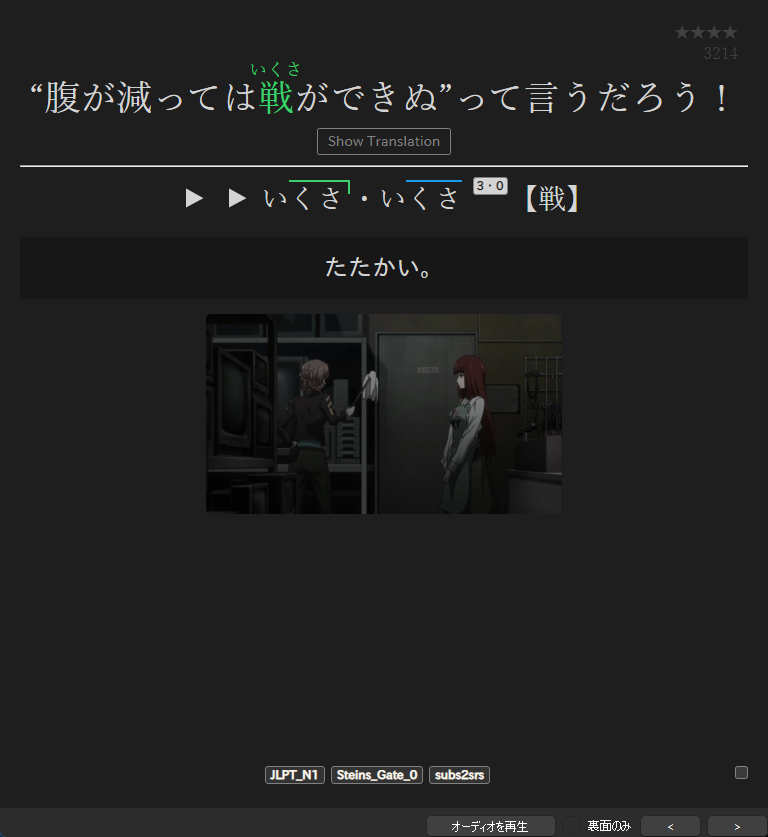 ★★★★
3214
いくさ
“腹が減っては戦ができぬ”って言うだろう！
Show Translation
▶ ▶ いくさ・いくさ 3・0 【戦】
たたかい。
JLPT_N1 Steins_Gate_0 subs2srs
オーディオを再生 裏面のみ < >